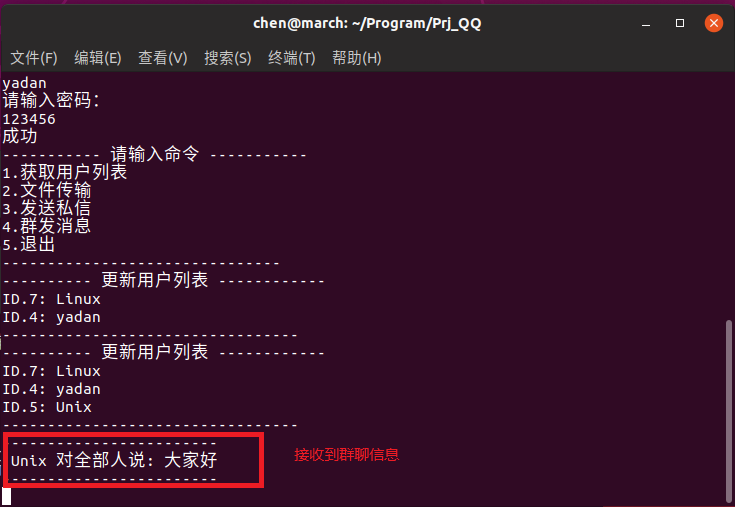 chen@march: ~/Program/Prj_QQ
文件(F) 编辑(E) 查看(V) 搜索(S) 终端(T) 帮助(H)
yadan
请输入密码:
123456
成功
----------- 请输入命令 -----------
1.获取用户列表
2.文件传输
3.发送私信
4.群发消息
5.退出
-------------------------------
---------- 更新用户列表 ------------
ID.7: Linux
ID.4: yadan
---------------------------------
---------- 更新用户列表 ------------
ID.7: Linux
ID.4: yadan
ID.5: Unix
---------------------------------
------------------------
Unix 对全部人说: 大家好 接收到群聊信息
------------------------